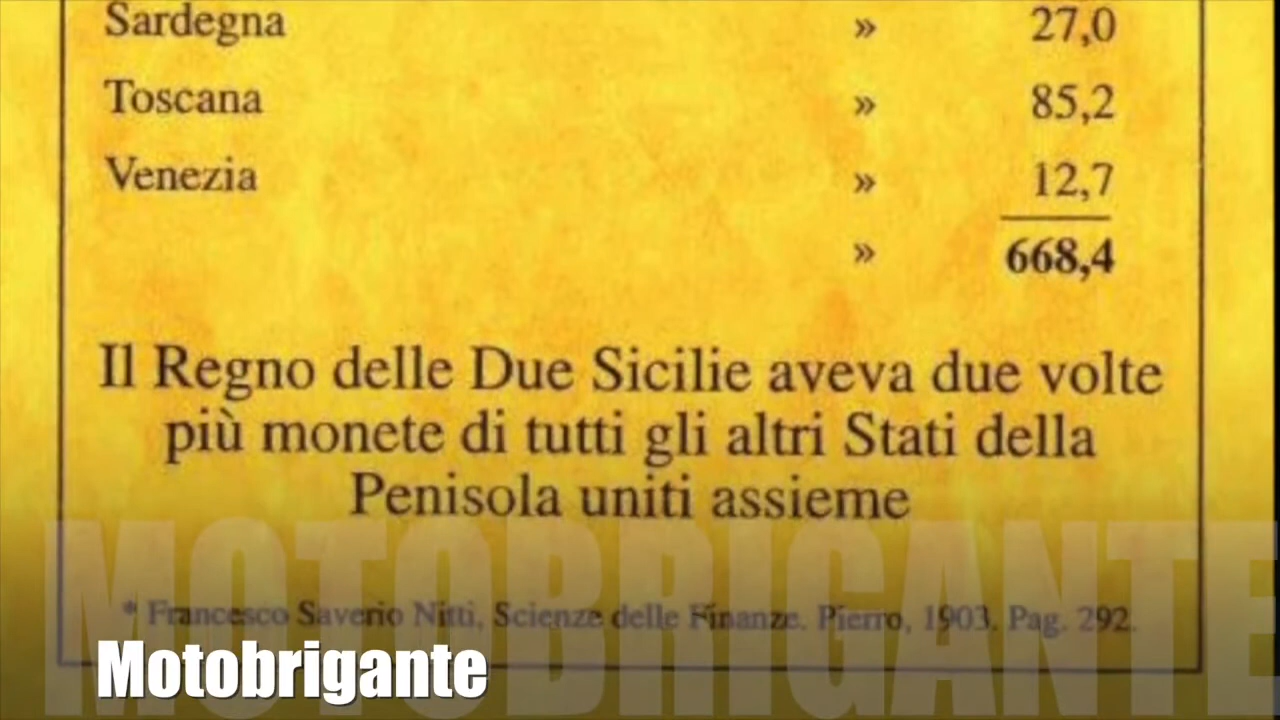 Sardegna » 27,0
Toscana » 85,2
Venezia » 12,7
» 668,4
Il Regno delle Due Sicilie aveva due volte
più monete di tutti gli altri Stati della
Penisola uniti assieme
MOTOBRIGANTE
* Francesco Saverio Nitti, Scienze delle Finanze. Pierro, 1903. Pag. 292.
Motobrigante